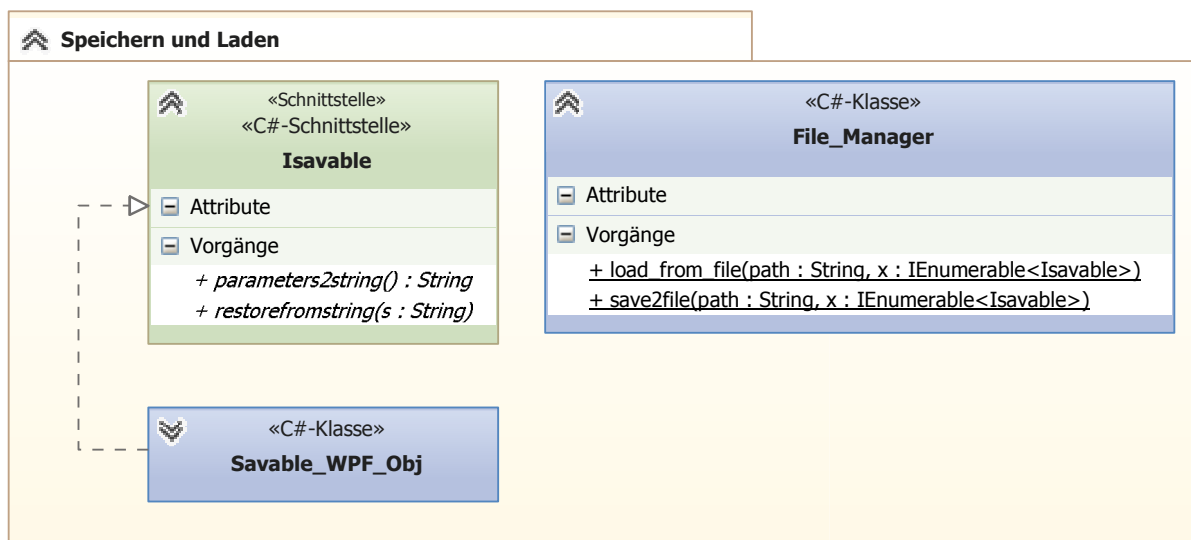 Speichern und Laden
«Schnittstelle»
«C#-Schnittstelle»
Isavable
Attribute
Vorgänge
+ parameters2string() : String
+ restorefromstring(s : String)
«C#-Klasse»
File_Manager
Attribute
Vorgänge
+ load_from_file(path : String, x : IEnumerable<Isavable>)
+ save2file(path : String, x : IEnumerable<Isavable>)
«C#-Klasse»
Savable_WPF_Obj